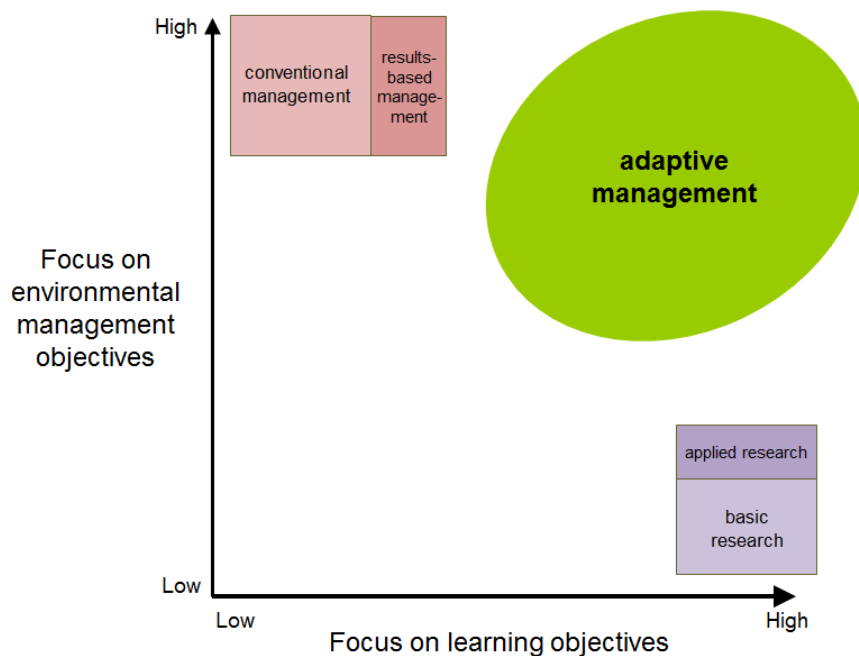 High
conventional
management
results-
based
manage-
ment
adaptive
management
Focus on
environmental
management
objectives
applied research
basic
research
Low
Low
High
Focus on learning objectives